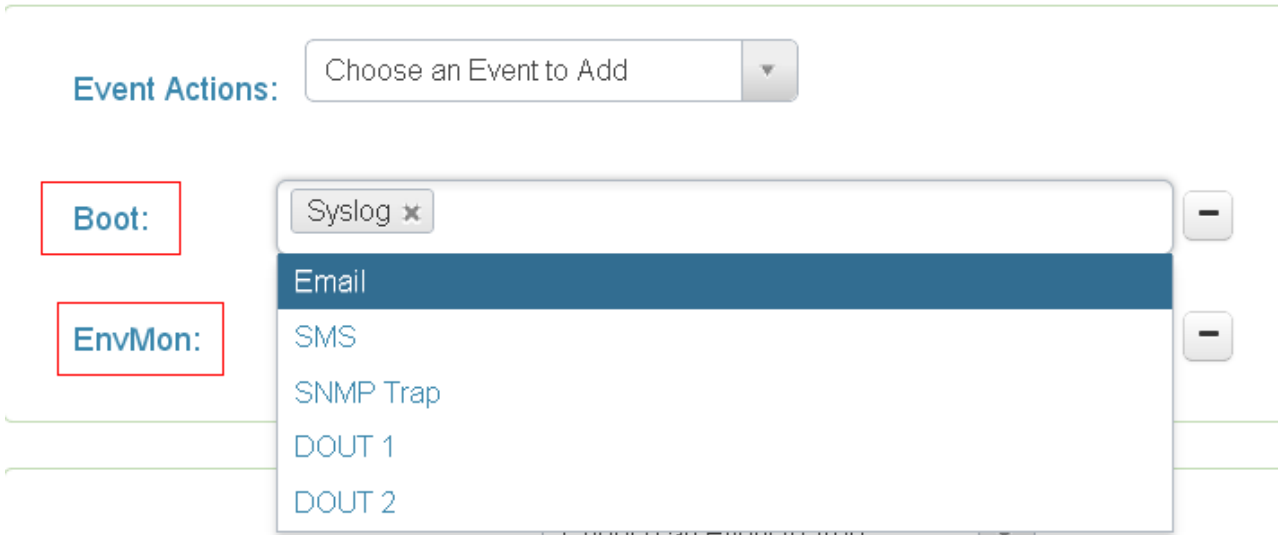 Event Actions: Choose an Event to Add
Boot: Syslog
Email
EnvMon: SMS
SNMP Trap
DOUT 1
DOUT 2